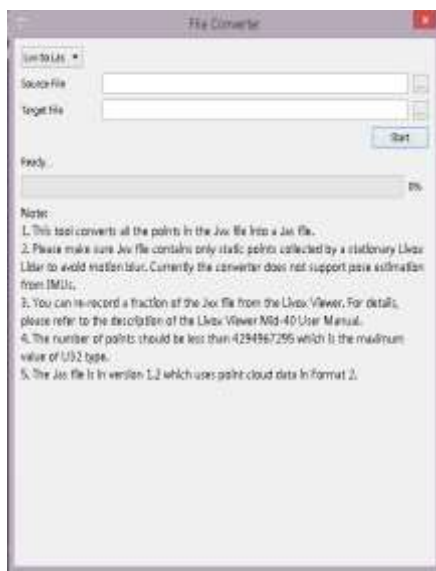 File Converter
Lvx to Las
Source File
...
Target File
...
Start
Ready...
0%
Note:
1. This tool converts all the points in the .lvx file into a .las file.
2. Please make sure .lvx file contains only static points collected by a stationary Livox
Lidar to avoid motion blur. Currently the converter does not support pose estimation
from IMUs.
3. You can re-record a fraction of the .lvx file from the Livox Viewer. For details,
please refer to the description of the Livox Viewer Mid-40 User Manual.
4. The number of points should be less than 4294967295 which is the maximum
value of U32 type.
5. The .las file is in version 1.2 which uses point cloud data in format 2.